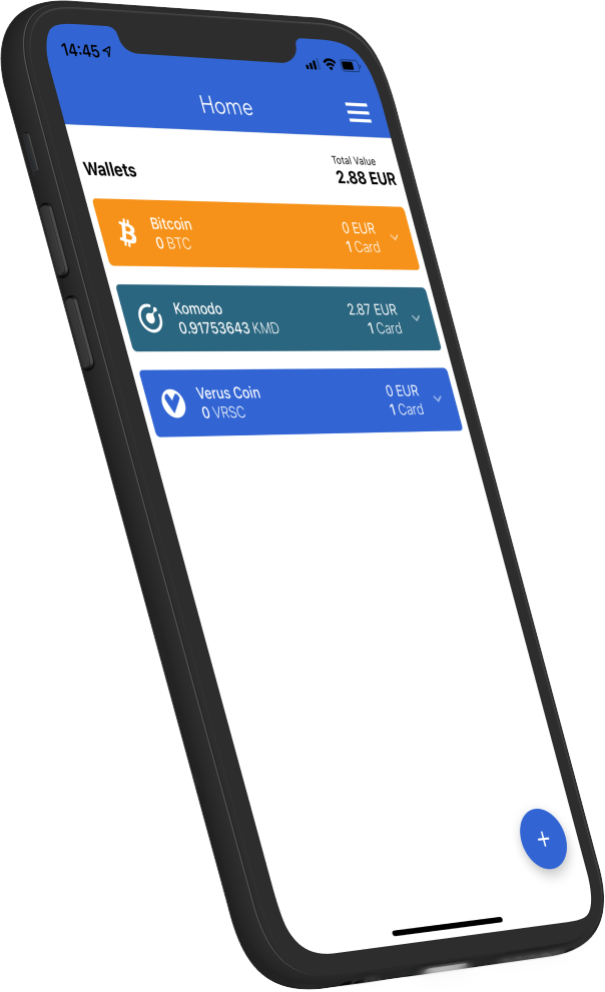 14:45
Home
Wallets
Total Value
2.88 EUR
Bitcoin
0 BTC
0 EUR
1 Card
Komodo
0.91753643 KMD
2.87 EUR
1 Card
Verus Coin
0 VRSC
0 EUR
1 Card
+